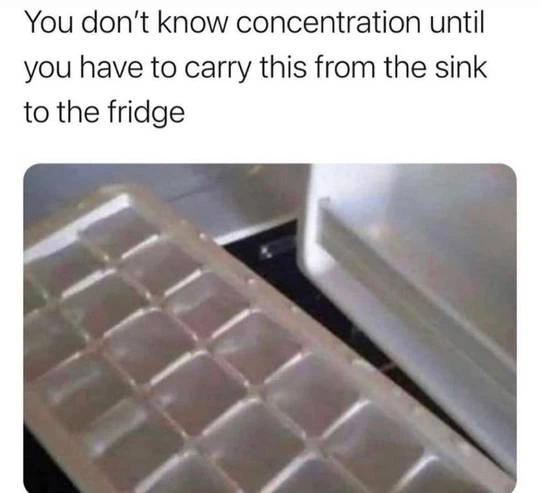 You don’t know concentration until
you have to carry this from the sink
to the fridge